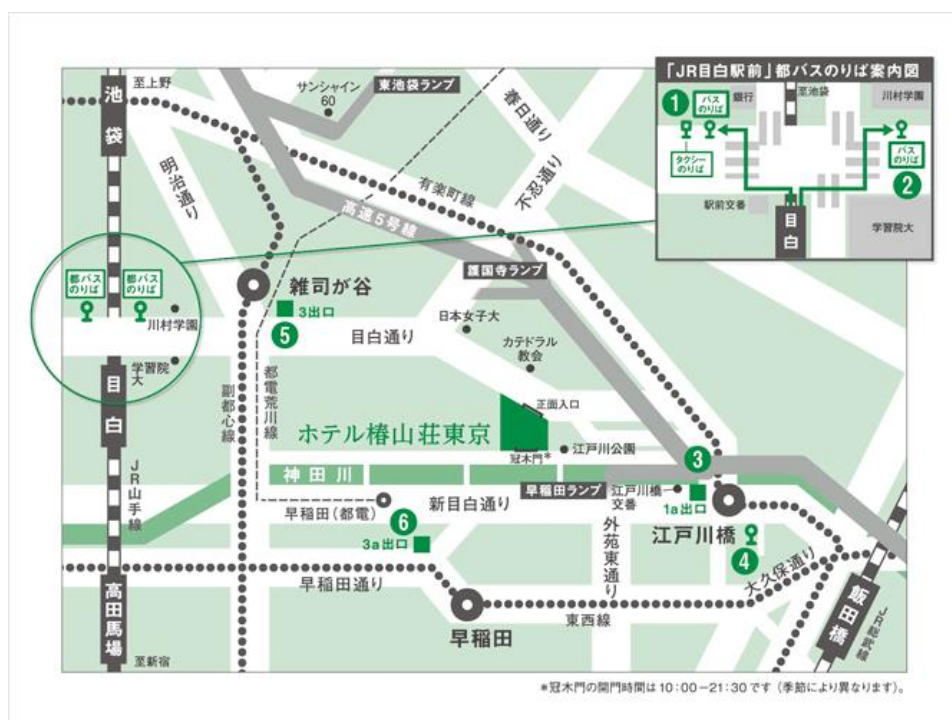 「JR目白駅前」都バスのりば案内図
1
バス
のりば
銀行
至池袋
川村学園
タクシー
のりば
バス
のりば
2
駅前交番
目白
学習院大
至上野
池袋
サンシャイン
60
東池袋ランプ
春日通り
不忍通り
明治通り
有楽町線
高速5号線
護国寺ランプ
都バス
のりば
都バス
のりば
雑司が谷
3出口
5
川村学園
目白通り
日本女子大
カテドラル
教会
学習院
大
目白
副都心線
都電荒川線
正面入口
ホテル椿山荘東京
冠木門*
江戸川公園
3
神田川
早稲田ランプ
江戸川橋
交番
1a出口
JR山手線
早稲田(都電)
新目白通り
6
3a出口
外苑東通り
江戸川橋
4
大久保通り
飯田橋
JR総武線
早稲田通り
高田馬場
早稲田
東西線
至新宿
*冠木門の開門時間は10:00−21:30です(季節により異なります)。